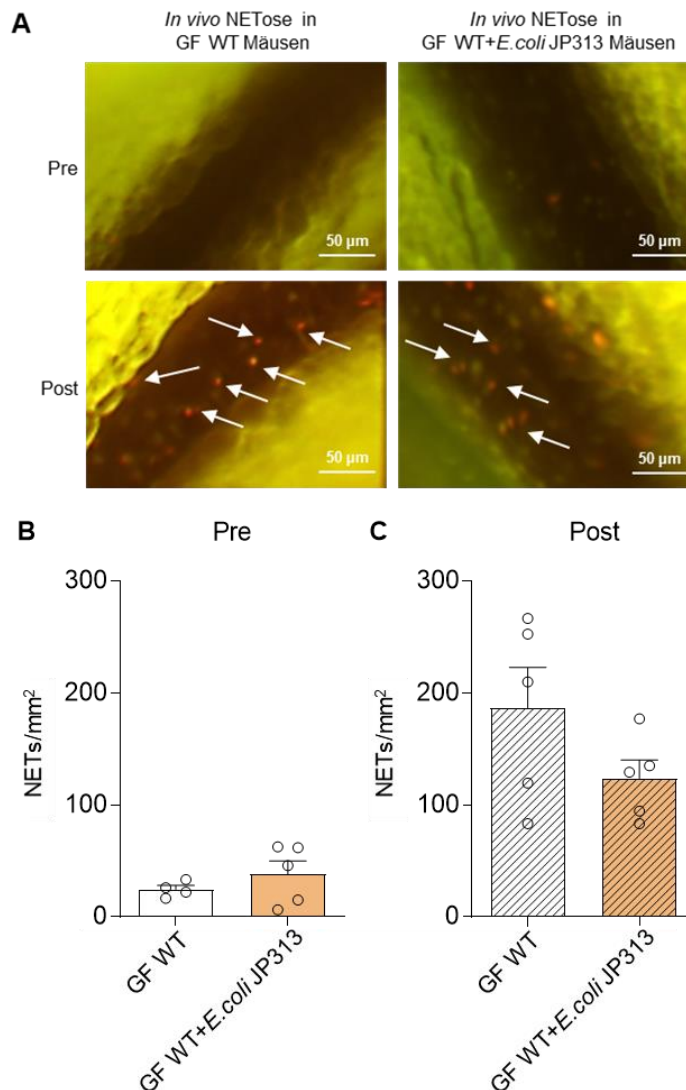 A
In vivo NETose in
GF WT Mäusen
In vivo NETose in
GF WT+E.coli JP313 Mäusen
Pre
50 µm
50 µm
Post
50 µm
50 µm
B
Pre
300
200
100
0
NETs/mm²
GF WT
GF WT+E.coli JP313
C
Post
300
200
100
0
NETs/mm²
GF WT
GF WT+E.coli JP313